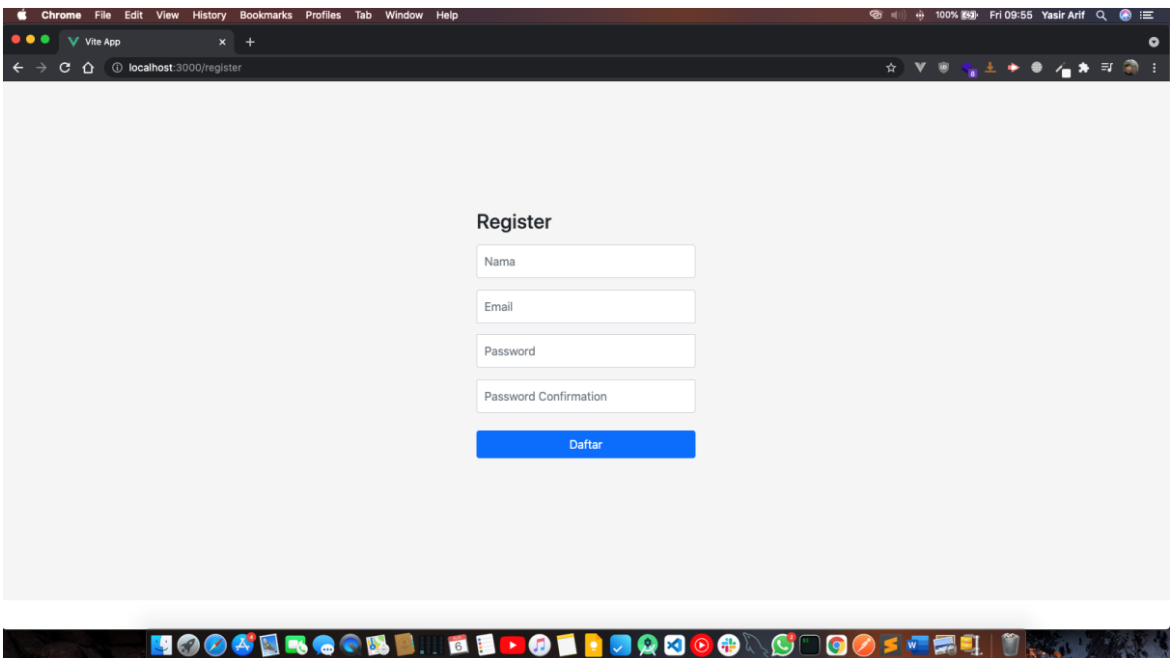 Chrome File Edit View History Bookmarks Profiles Tab Window Help 100% Fri 09:55 Yasir Arif
Vite App
localhost:3000/register
Register
Nama
Email
Password
Password Confirmation
Daftar